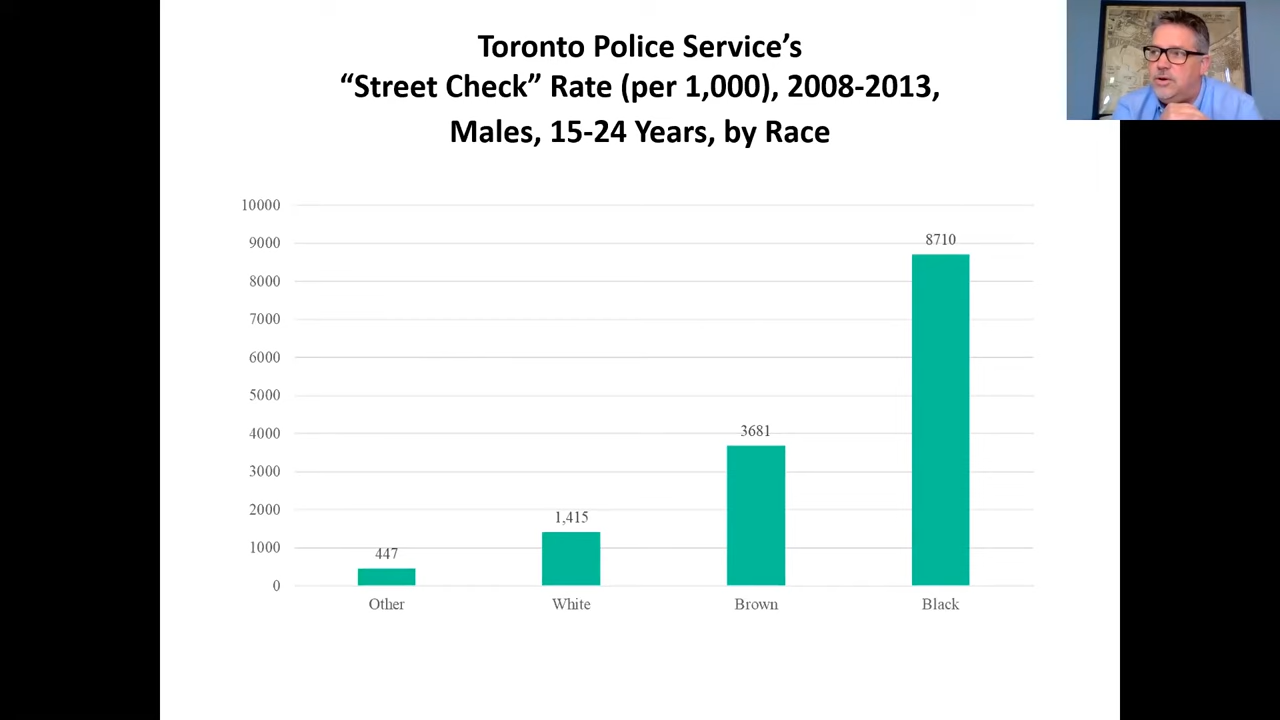 Toronto Police Service’s
“Street Check” Rate (per 1,000), 2008-2013,
Males, 15-24 Years, by Race
10000
9000
8000
7000
6000
5000
4000
3000
2000
1000
0
447
1,415
3681
8710
Other
White
Brown
Black